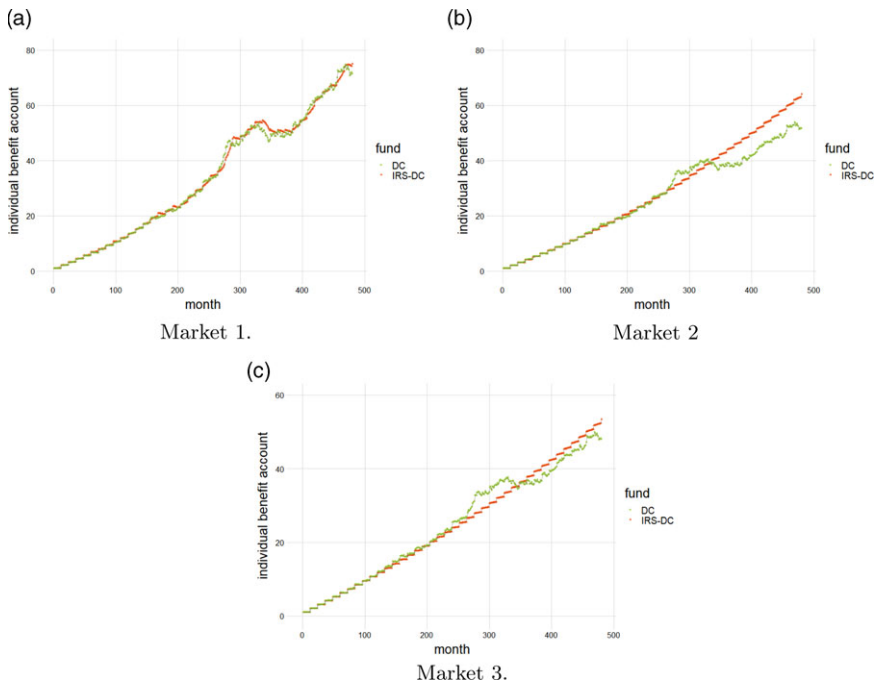 (a)
individual benefit account
80
60
40
20
0
0 100 200 300 400 500
month
fund
DC
IRS-DC
Market 1.
(b)
individual benefit account
80
60
40
20
0
0 100 200 300 400 500
month
fund
DC
IRS-DC
Market 2
(c)
individual benefit account
60
40
20
0
0 100 200 300 400 500
month
fund
DC
IRS-DC
Market 3.